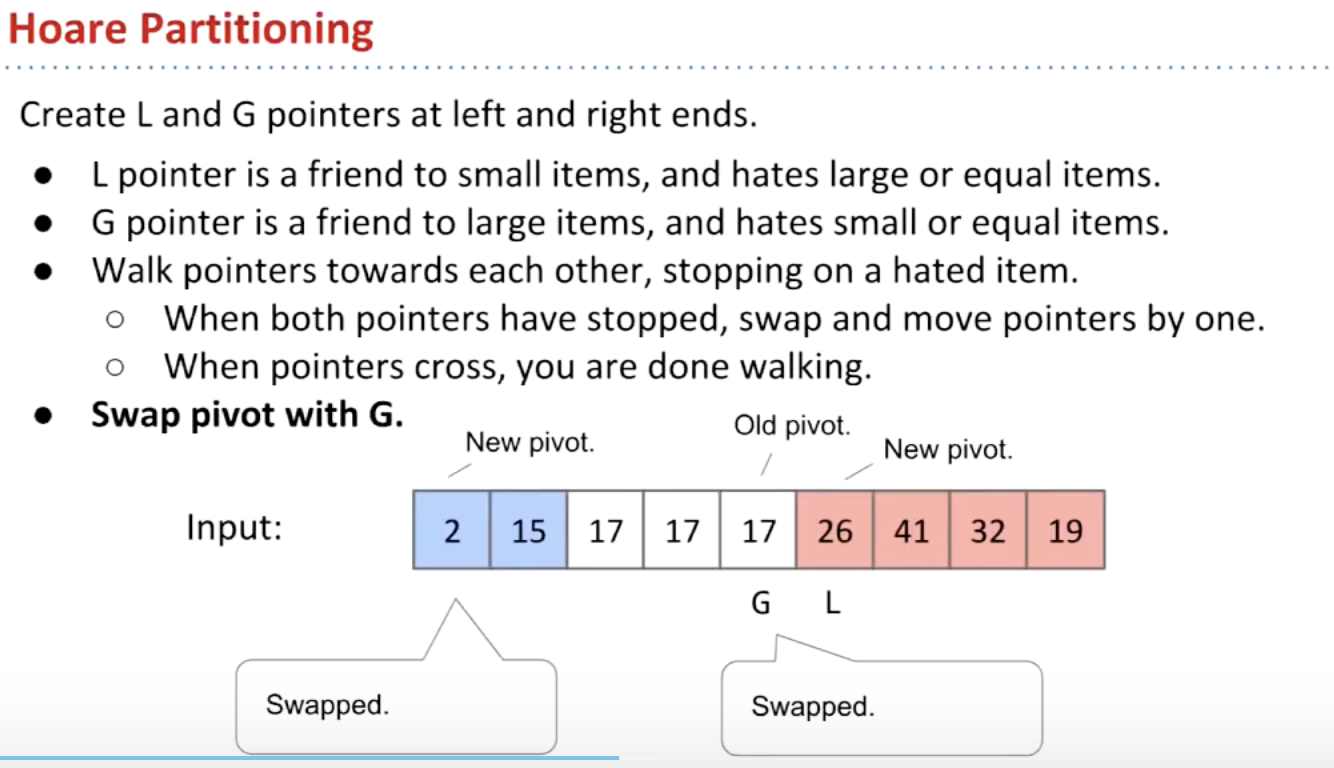 Hoare Partitioning
Create L and G pointers at left and right ends.
● L pointer is a friend to small items, and hates large or equal items.
● G pointer is a friend to large items, and hates small or equal items.
● Walk pointers towards each other, stopping on a hated item.
○ When both pointers have stopped, swap and move pointers by one.
○ When pointers cross, you are done walking.
● Swap pivot with G.
New pivot.
Old pivot.
New pivot.
Input:
2 15 17 17 17 26 41 32 19
G L
Swapped.
Swapped.